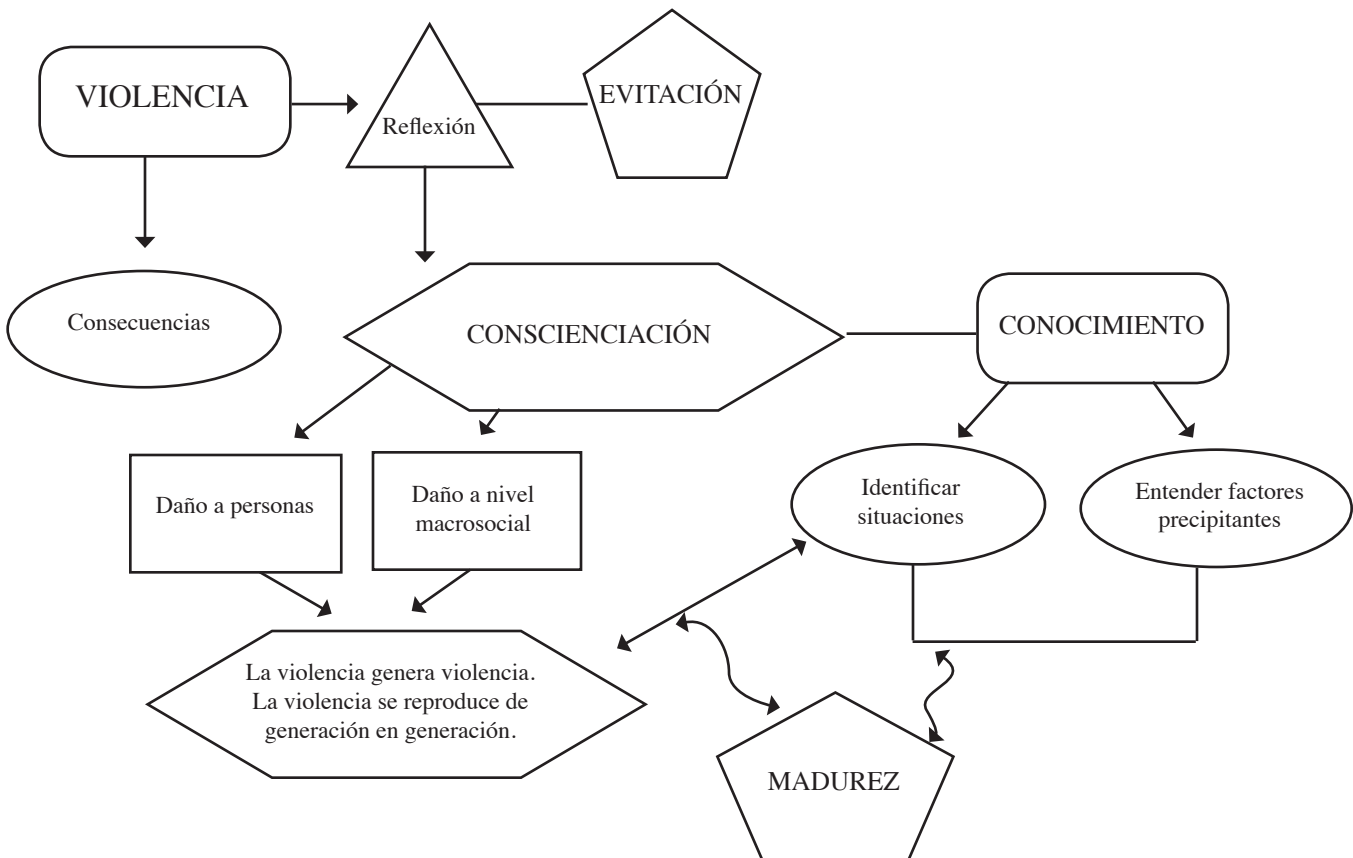 VIOLENCIA
Reflexión
EVITACIÓN
Consecuencias
CONSCIENCIACIÓN
CONOCIMIENTO
Daño a personas
Daño a nivel
macrosocial
Identificar
situaciones
Entender factores
precipitantes
La violencia genera violencia.
La violencia se reproduce de
generación en generación.
MADUREZ